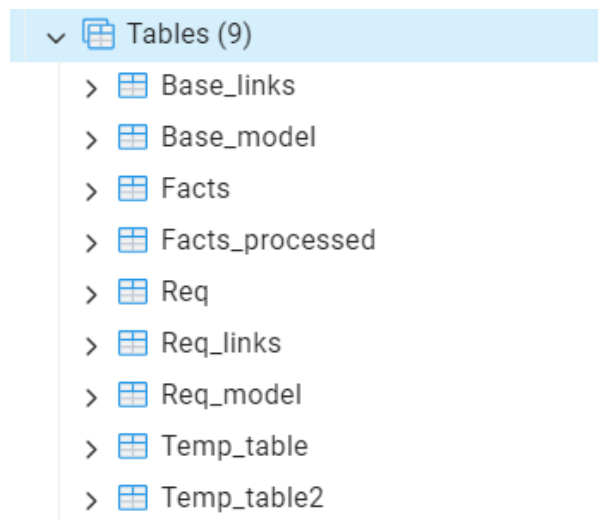 Tables (9)
Base_links
Base_model
Facts
Facts_processed
Req
Req_links
Req_model
Temp_table
Temp_table2